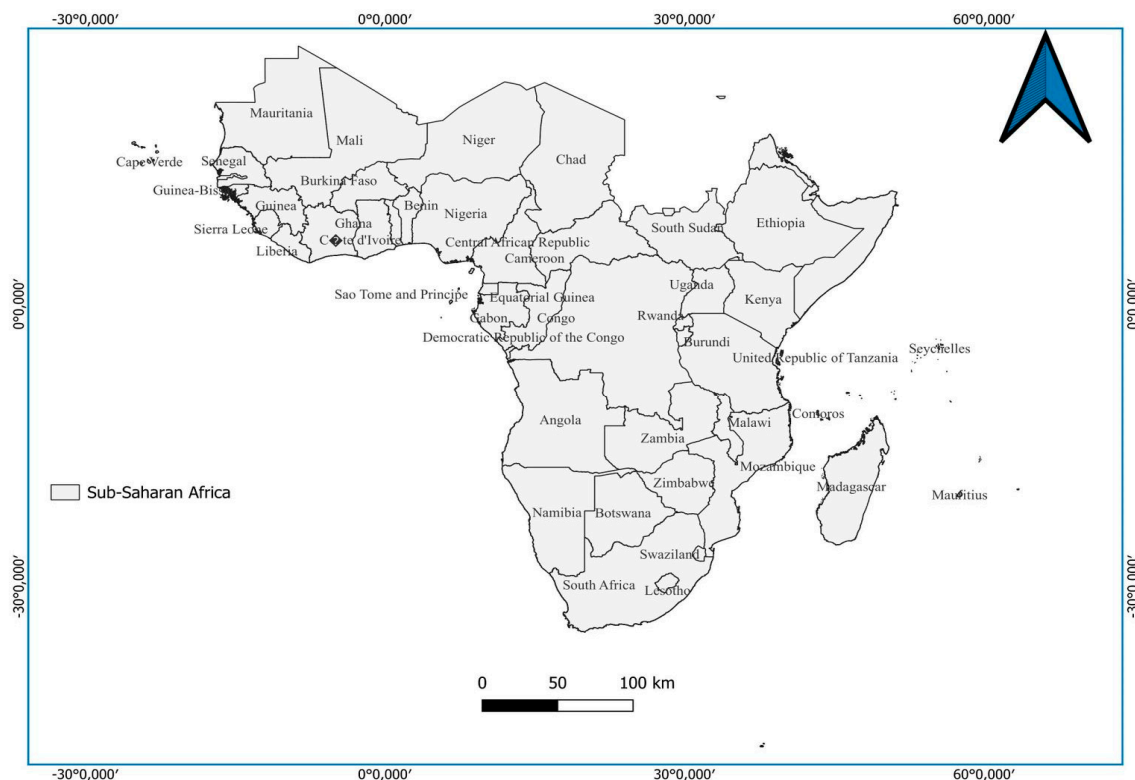 -30°0,000′ 0°0,000′ 30°0,000′ 60°0,000′
Mauritania
Mali
Niger
Chad
Cape Verde
Senegal
Burkina Faso
Guinea-Biss
Guinea
Benin
Nigeria
Ghana
Ethiopia
South Sudan
Sierra Leone
C�te d'Ivoire
Liberia
Central African Republic
Cameroon
Uganda
Sao Tome and Principe
Equatorial Guinea
Kenya
0°0,000′
0°0,000′
Gabon
Congo
Rwanda
Democratic Republic of the Congo
Burundi
Seychelles
United Republic of Tanzania
Angola
Zambia
Malawi
Comoros
Mozambique
Zimbabwe
Madagascar
Mauritius
Sub-Saharan Africa
Namibia
Botswana
Swaziland
South Africa
Lesotho
-30°0,000′
-30°0,000′
0 50 100 km
-30°0,000′ 0°0,000′ 30°0,000′ 60°0,000′